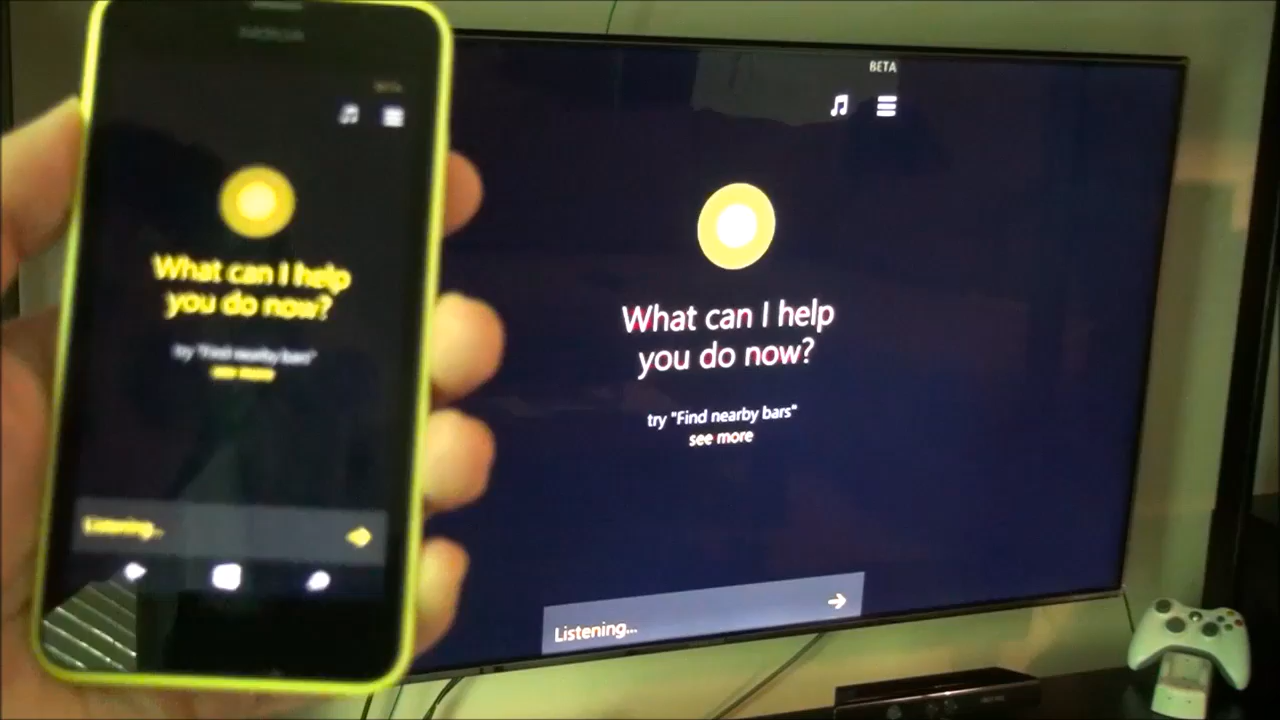 NOKIA
BETA
What can I help
you do now?
try "Find nearby bars"
see more
Listening...
BETA
What can I help
you do now?
try "Find nearby bars"
see more
Listening...